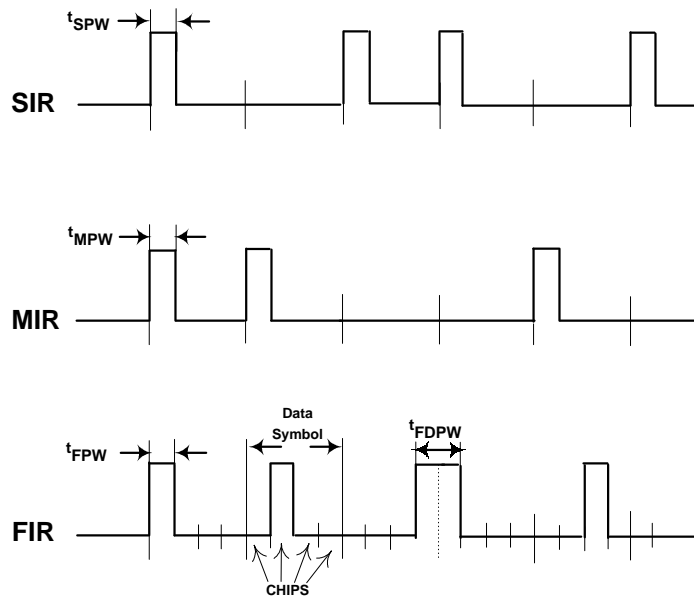 tSPW
SIR
tMPW
MIR
Data
Symbol
tFDPW
tFPW
FIR
CHIPS